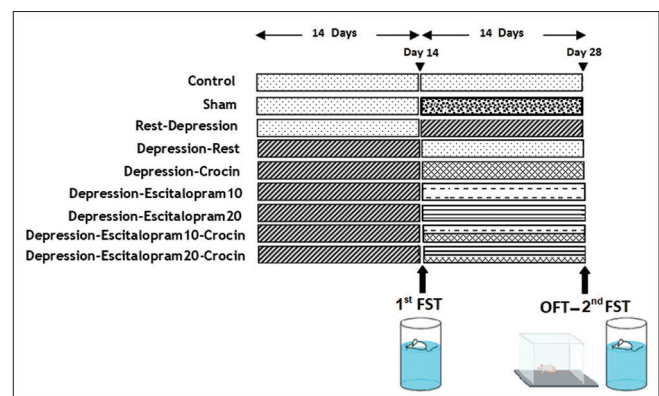 14 Days 14 Days
Day 14 Day 28
Control
Sham
Rest-Depression
Depression-Rest
Depression-Crocin
Depression-Escitalopram10
Depression-Escitalopram20
Depression-Escitalopram10-Crocin
Depression-Escitalopram20-Crocin
1st FST OFT–2nd FST